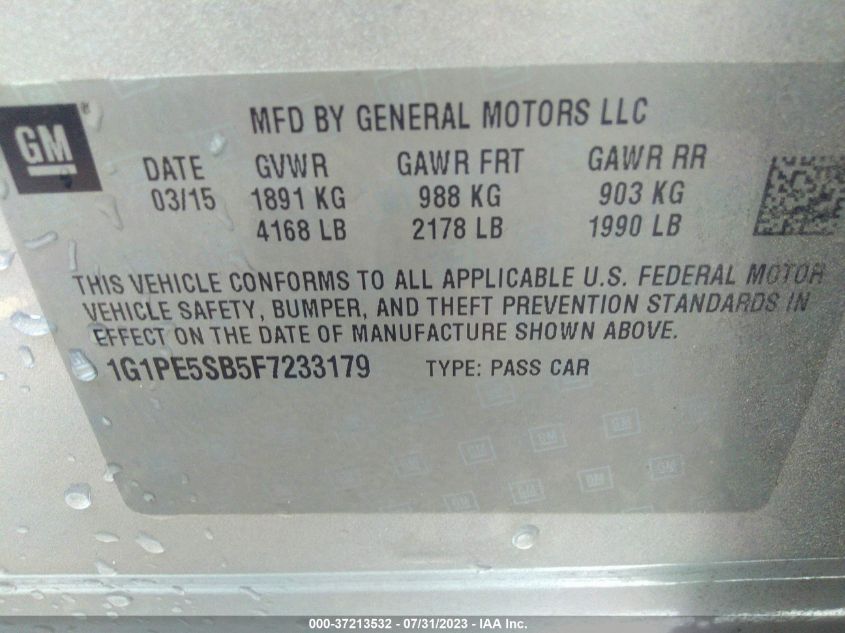 MFD BY GENERAL MOTORS LLC
GM®
DATE GVWR GAWR FRT GAWR RR
03/15 1891 KG 988 KG 903 KG
4168 LB 2178 LB 1990 LB
THIS VEHICLE CONFORMS TO ALL APPLICABLE U.S. FEDERAL MOTOR
VEHICLE SAFETY, BUMPER, AND THEFT PREVENTION STANDARDS IN
EFFECT ON THE DATE OF MANUFACTURE SHOWN ABOVE.
1G1PE5SB5F7233179 TYPE: PASS CAR
000-37213532 - 07/31/2023 - IAA Inc.